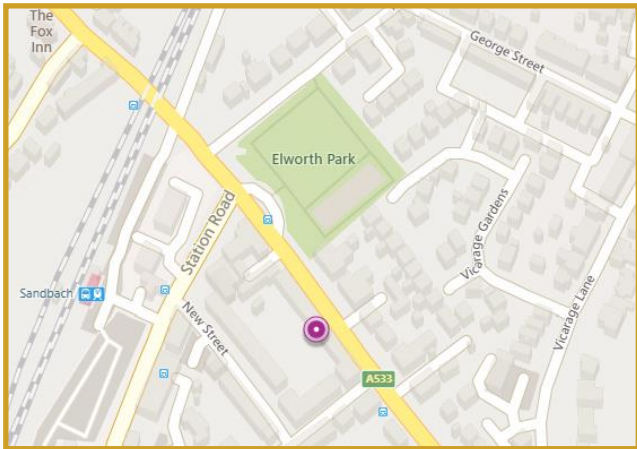 The
Fox
Inn
George Street
Elworth Park
Station Road
Vicarage Gardens
Sandbach
New Street
Vicarage Lane
A533